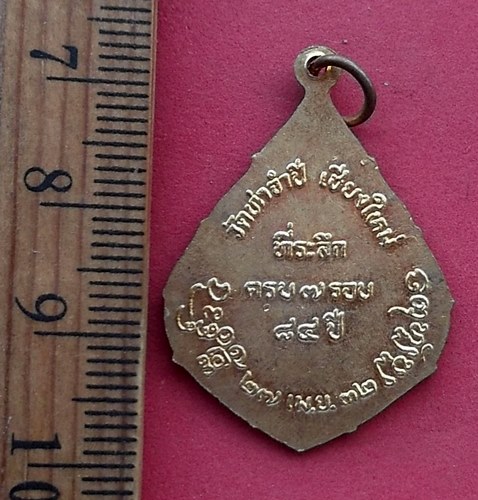 7
8
9
10
วัดท่าจำปี เชียงใหม่
ที่ระลึก
ครบ ๗ รอบ
๘๔ ปี
๒๗ เม.ย. ๓๒